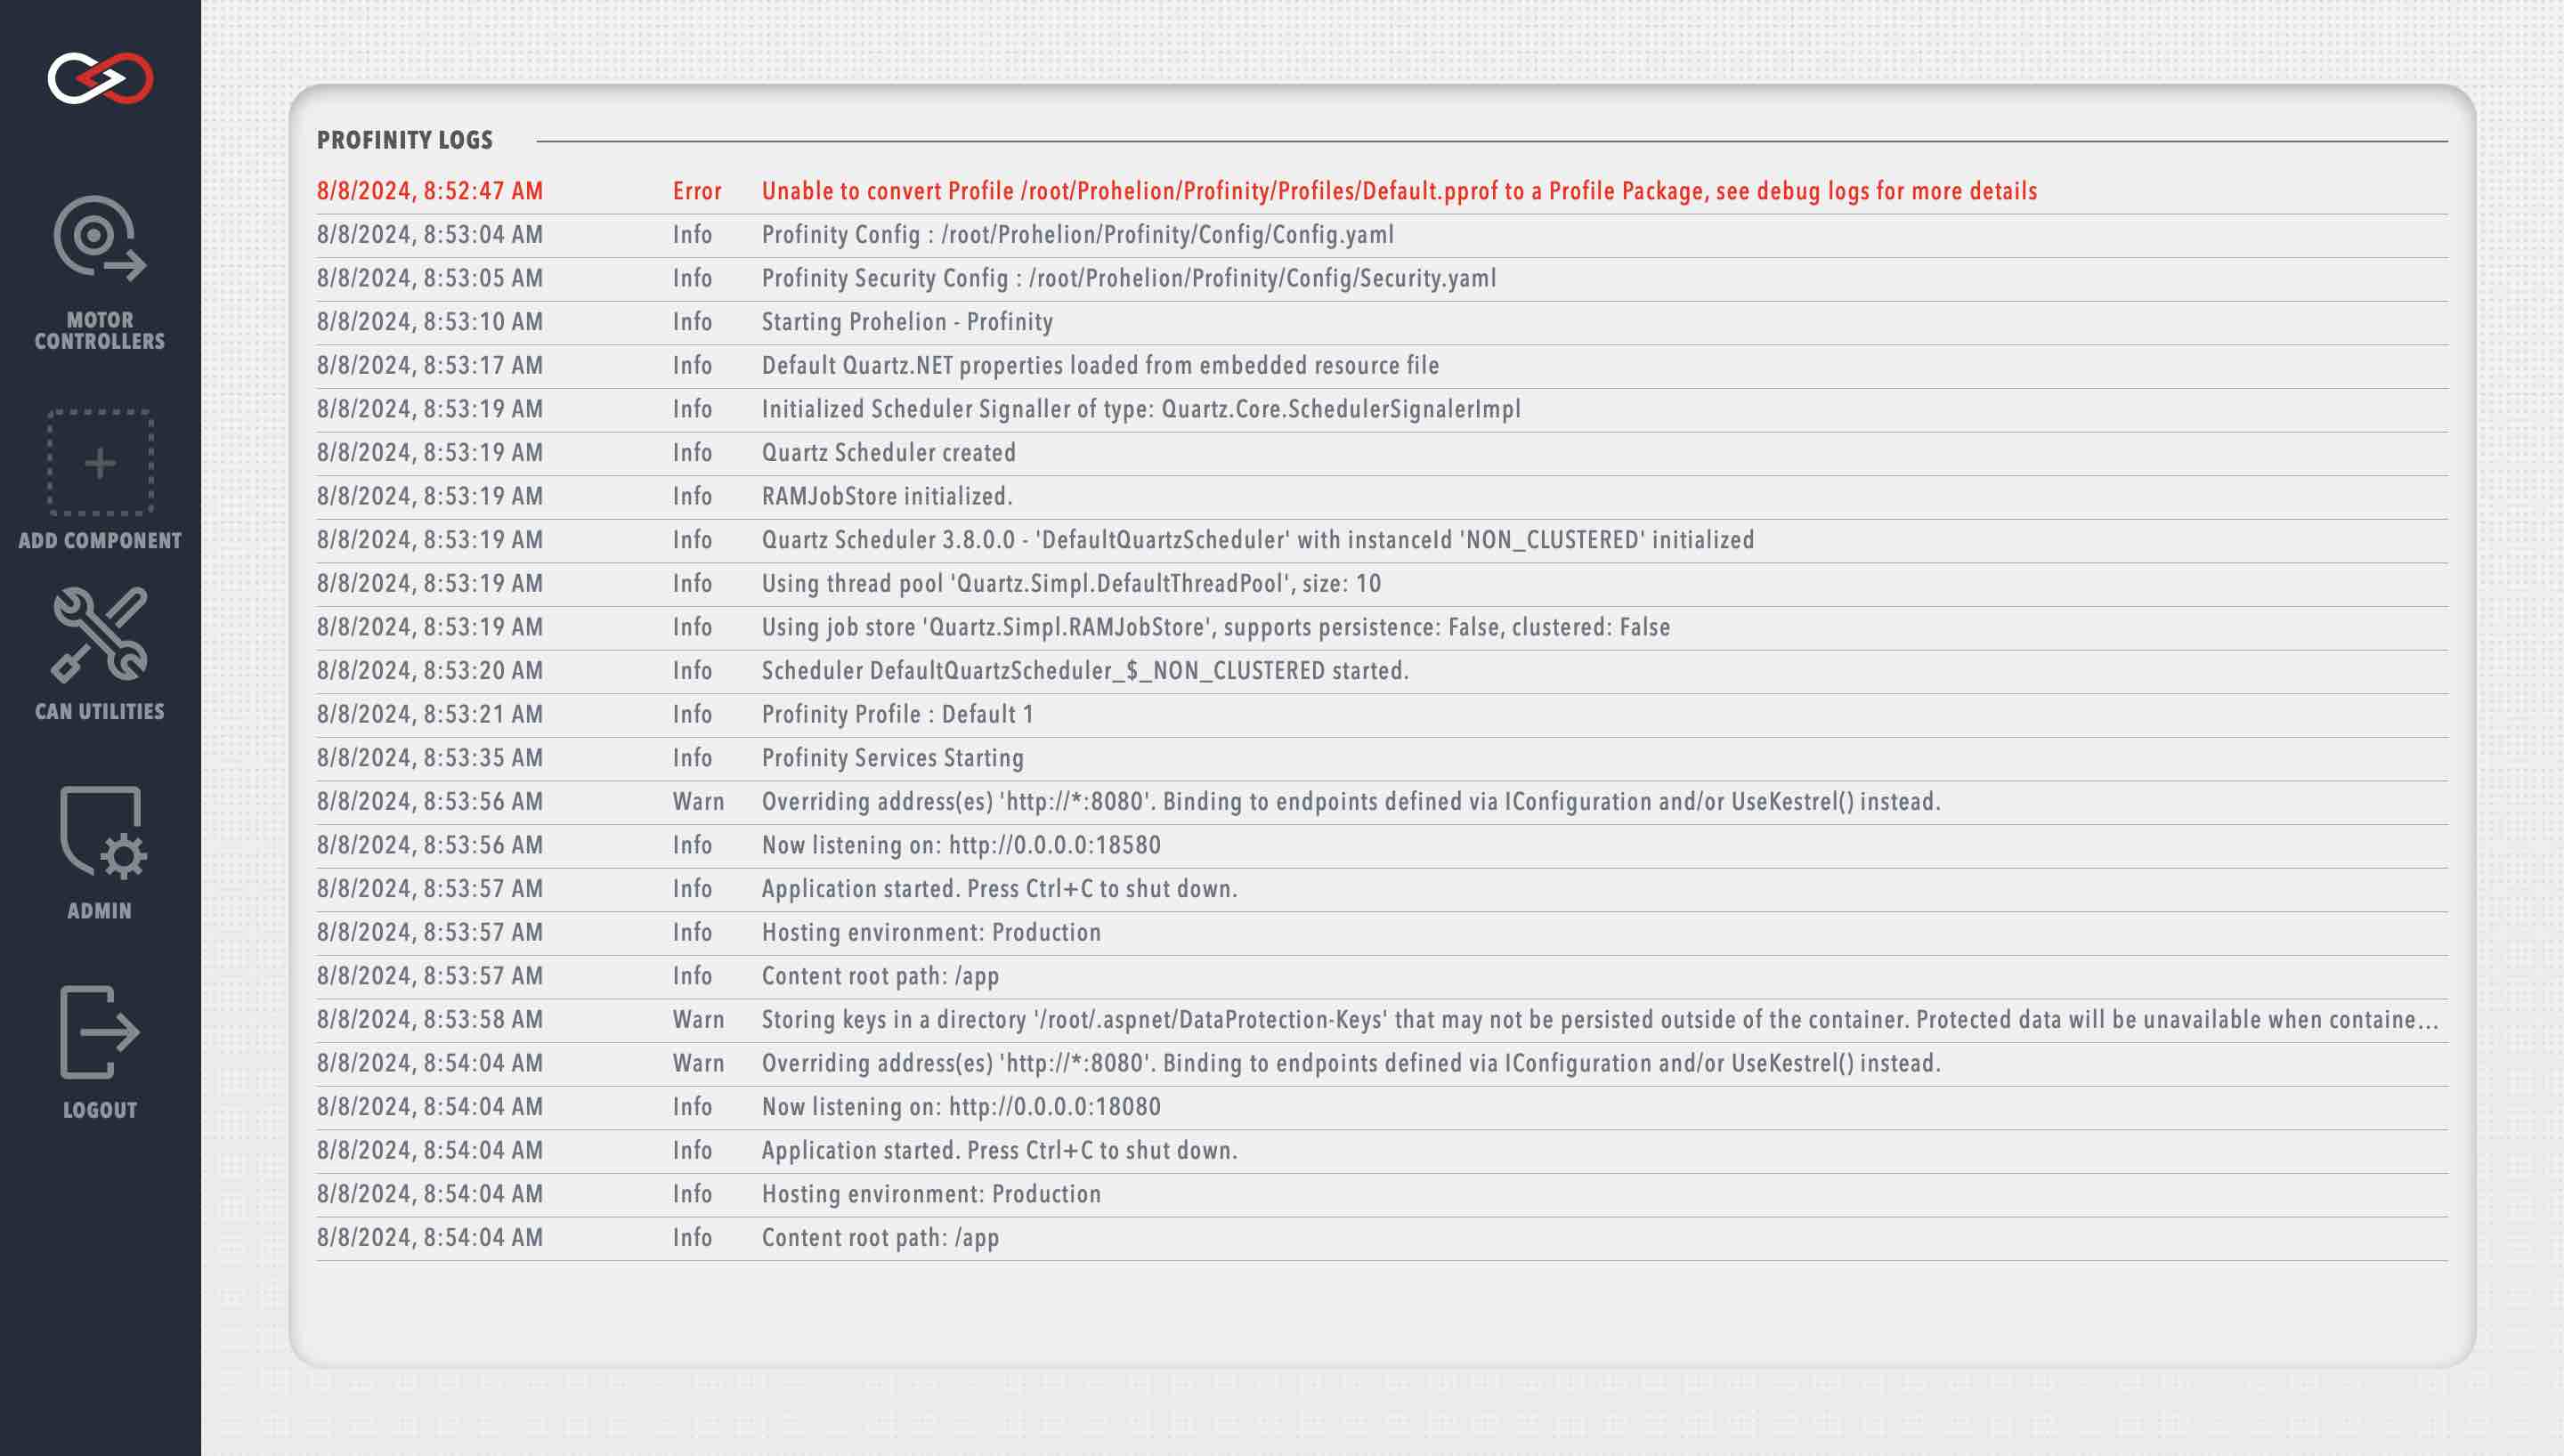 MOTOR
CONTROLLERS
ADD COMPONENT
CAN UTILITIES
ADMIN
LOGOUT
PROFINITY LOGS
8/8/2024, 8:52:47 AM Error Unable to convert Profile /root/Prohelion/Profinity/Profiles/Default.pprof to a Profile Package, see debug logs for more details
8/8/2024, 8:53:04 AM Info Profinity Config : /root/Prohelion/Profinity/Config/Config.yaml
8/8/2024, 8:53:05 AM Info Profinity Security Config : /root/Prohelion/Profinity/Config/Security.yaml
8/8/2024, 8:53:10 AM Info Starting Prohelion - Profinity
8/8/2024, 8:53:17 AM Info Default Quartz.NET properties loaded from embedded resource file
8/8/2024, 8:53:19 AM Info Initialized Scheduler Signaller of type: Quartz.Core.SchedulerSignalerImpl
8/8/2024, 8:53:19 AM Info Quartz Scheduler created
8/8/2024, 8:53:19 AM Info RAMJobStore initialized.
8/8/2024, 8:53:19 AM Info Quartz Scheduler 3.8.0.0 - 'DefaultQuartzScheduler' with instanceId 'NON_CLUSTERED' initialized
8/8/2024, 8:53:19 AM Info Using thread pool 'Quartz.Simpl.DefaultThreadPool', size: 10
8/8/2024, 8:53:19 AM Info Using job store 'Quartz.Simpl.RAMJobStore', supports persistence: False, clustered: False
8/8/2024, 8:53:20 AM Info Scheduler DefaultQuartzScheduler_$_NON_CLUSTERED started.
8/8/2024, 8:53:21 AM Info Profinity Profile : Default 1
8/8/2024, 8:53:35 AM Info Profinity Services Starting
8/8/2024, 8:53:56 AM Warn Overriding address(es) 'http://*:8080'. Binding to endpoints defined via IConfiguration and/or UseKestrel() instead.
8/8/2024, 8:53:56 AM Info Now listening on: http://0.0.0.0:18580
8/8/2024, 8:53:57 AM Info Application started. Press Ctrl+C to shut down.
8/8/2024, 8:53:57 AM Info Hosting environment: Production
8/8/2024, 8:53:57 AM Info Content root path: /app
8/8/2024, 8:53:58 AM Warn Storing keys in a directory '/root/.aspnet/DataProtection-Keys' that may not be persisted outside of the container. Protected data will be unavailable when containe...
8/8/2024, 8:54:04 AM Warn Overriding address(es) 'http://*:8080'. Binding to endpoints defined via IConfiguration and/or UseKestrel() instead.
8/8/2024, 8:54:04 AM Info Now listening on: http://0.0.0.0:18080
8/8/2024, 8:54:04 AM Info Application started. Press Ctrl+C to shut down.
8/8/2024, 8:54:04 AM Info Hosting environment: Production
8/8/2024, 8:54:04 AM Info Content root path: /app